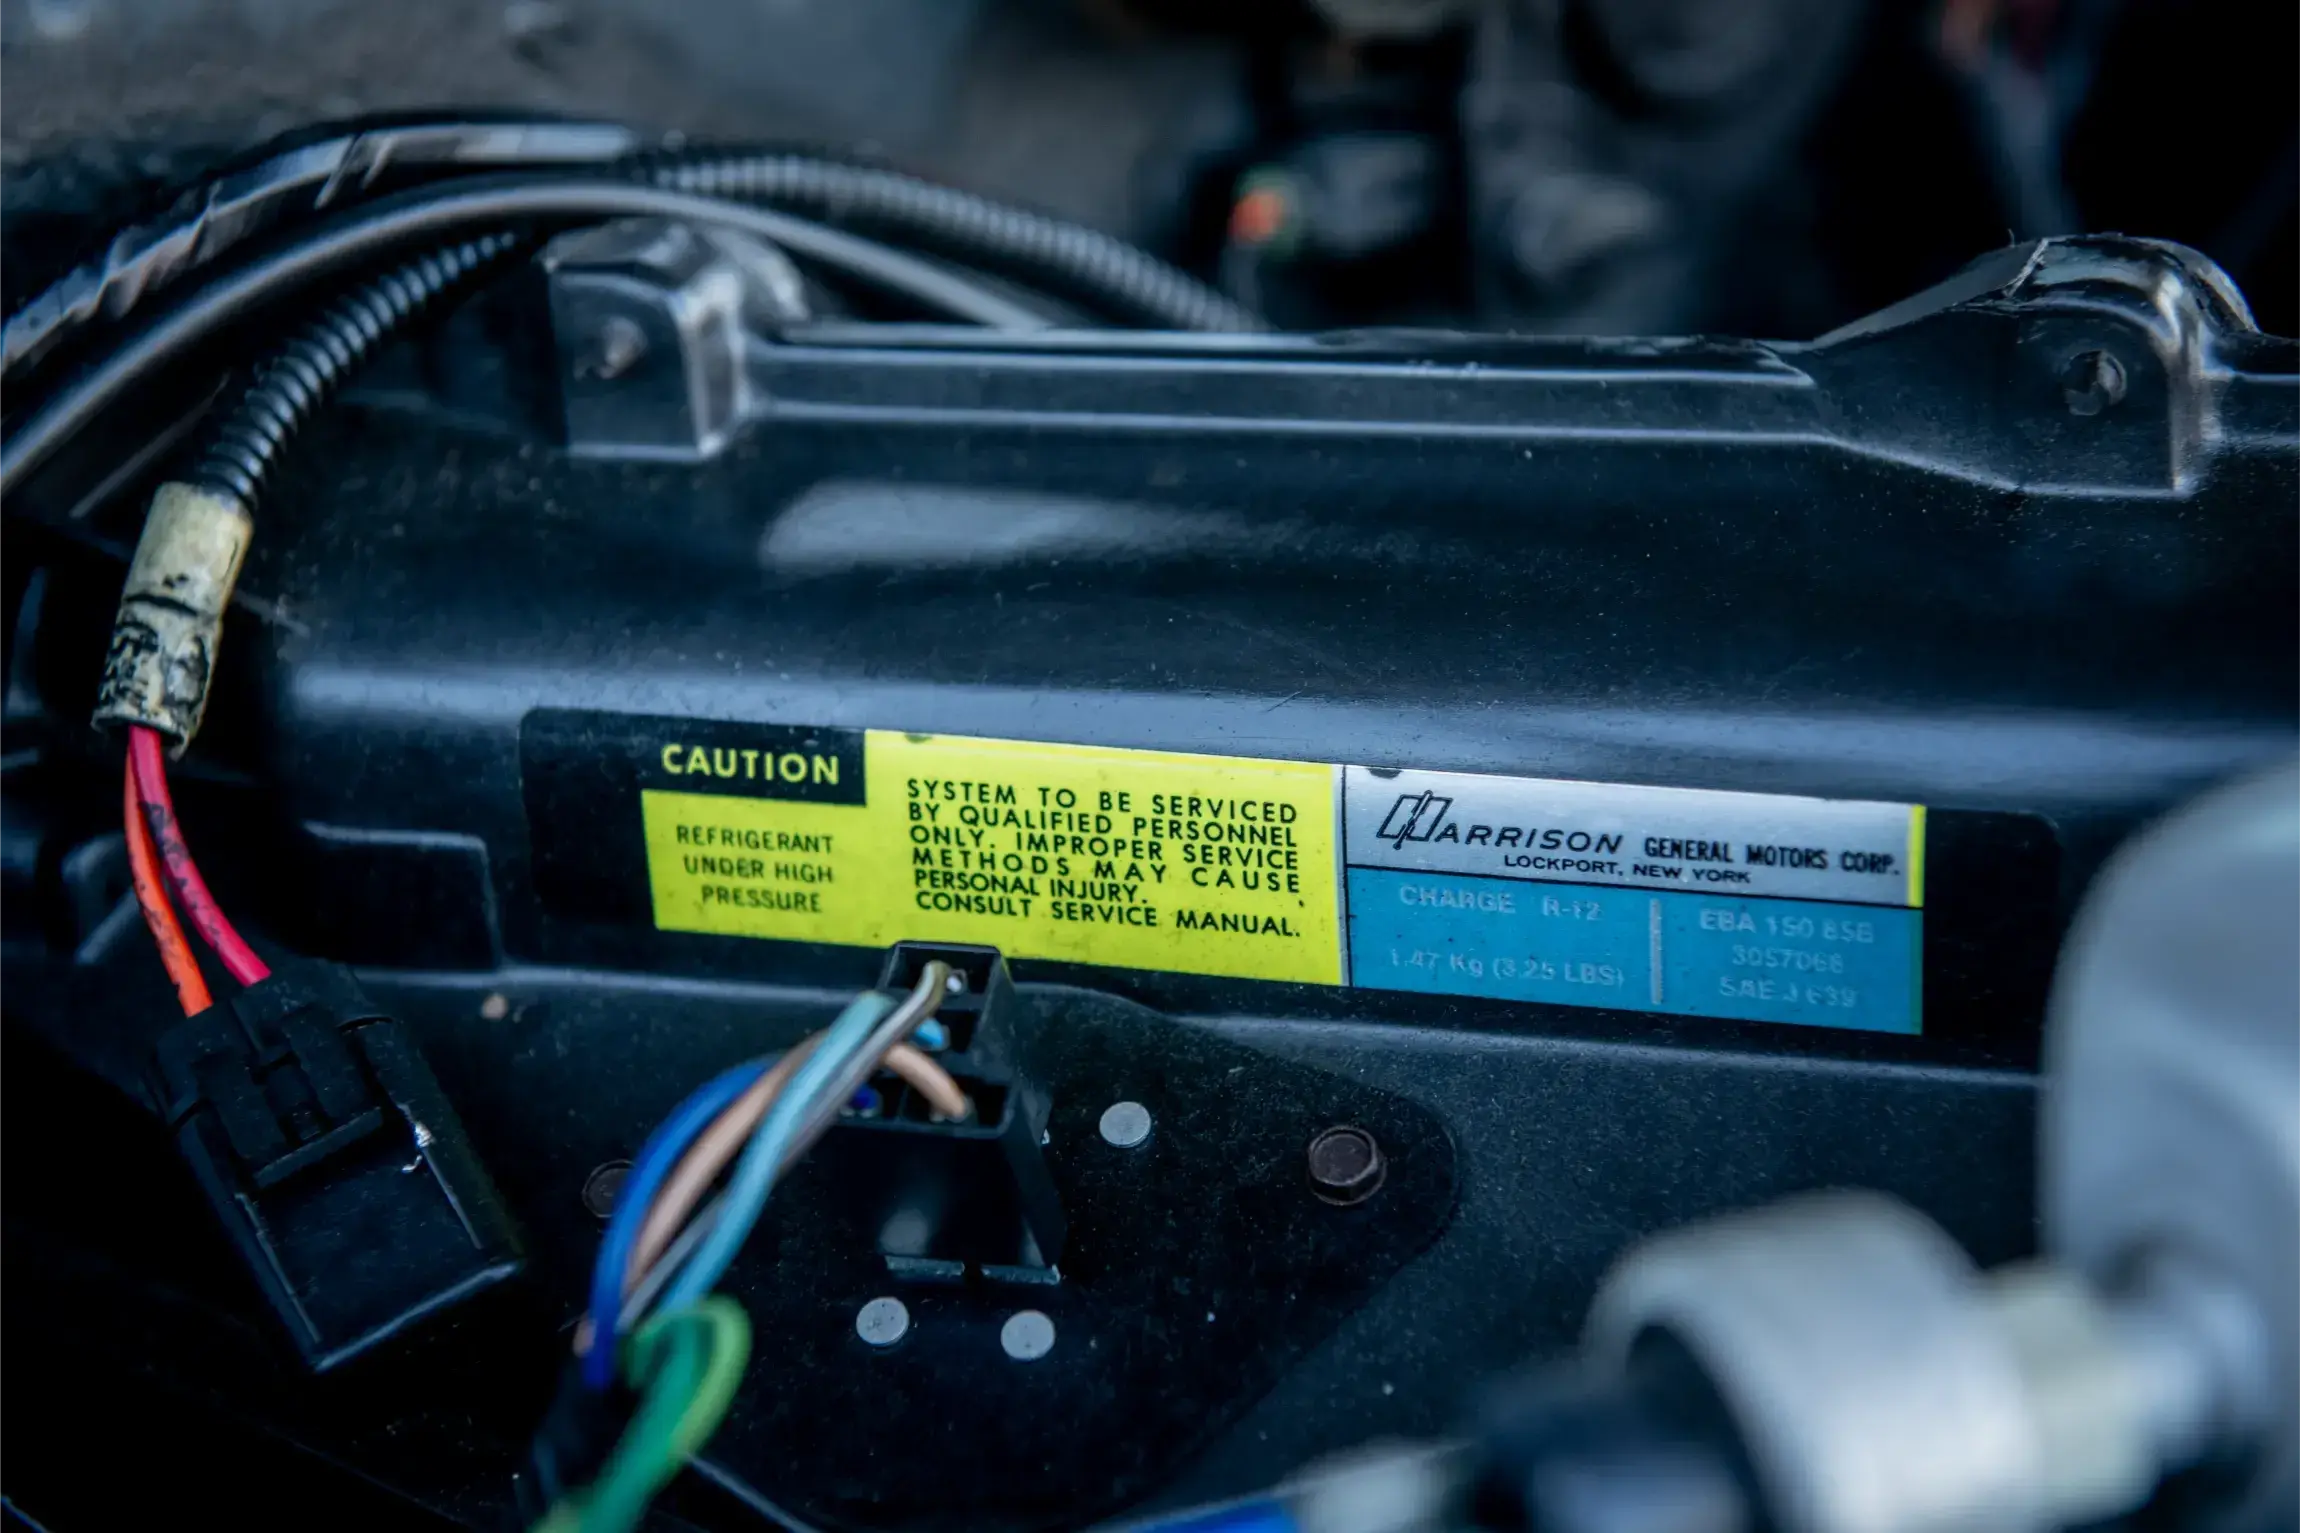 CAUTION
REFRIGERANT
UNDER HIGH
PRESSURE
SYSTEM TO BE SERVICED
BY QUALIFIED PERSONNEL
ONLY. IMPROPER SERVICE
METHODS MAY CAUSE
PERSONAL INJURY.
CONSULT SERVICE MANUAL.
HARRISON GENERAL MOTORS CORP.
LOCKPORT, NEW YORK
CHARGE R-12
1.47 Kg (3.25 LBS)
EBA 150 85B
SAE J 639